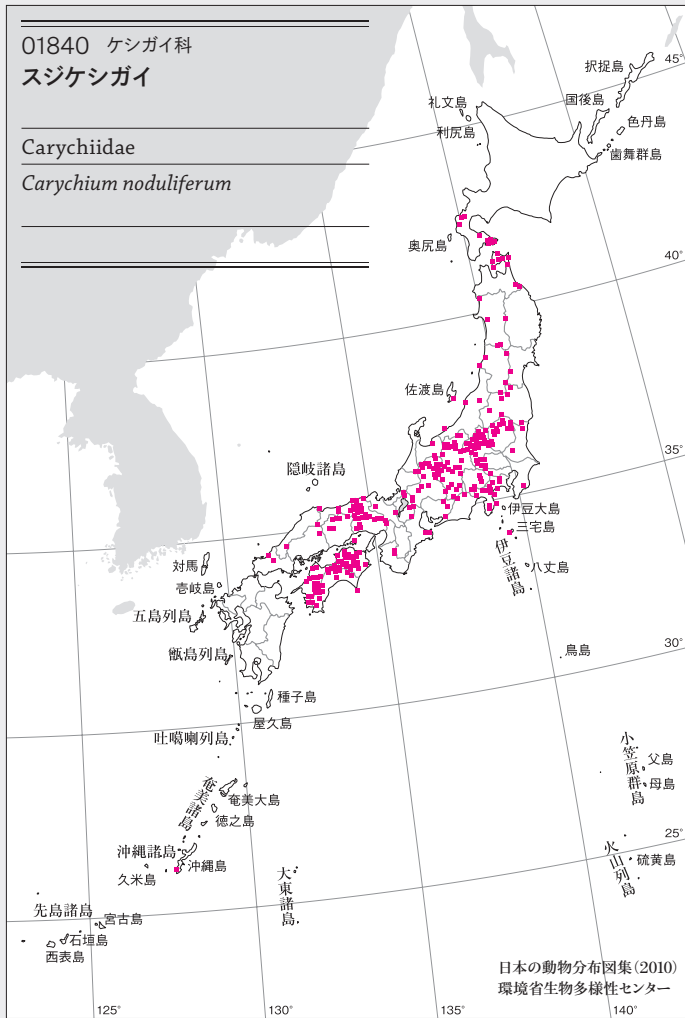 01840 ケシガイ科
スジケシガイ
Carychiidae
Carychium noduliferum
45°
択捉島
礼文島
国後島
利尻島
色丹島
歯舞群島
奥尻島
40°
佐渡島
35°
隠岐諸島
伊豆大島
三宅島
伊豆諸島
八丈島
対馬
壱岐島
五島列島
甑島列島
鳥島
30°
種子島
屋久島
吐噶喇列島
小笠原群島
父島
母島
奄美諸島
奄美大島
徳之島
25°
沖縄諸島
沖縄島
久米島
火山列島
硫黄島
大東諸島
先島諸島
宮古島
石垣島
西表島
日本の動物分布図集(2010)
環境省生物多様性センター
125°
130°
135°
140°